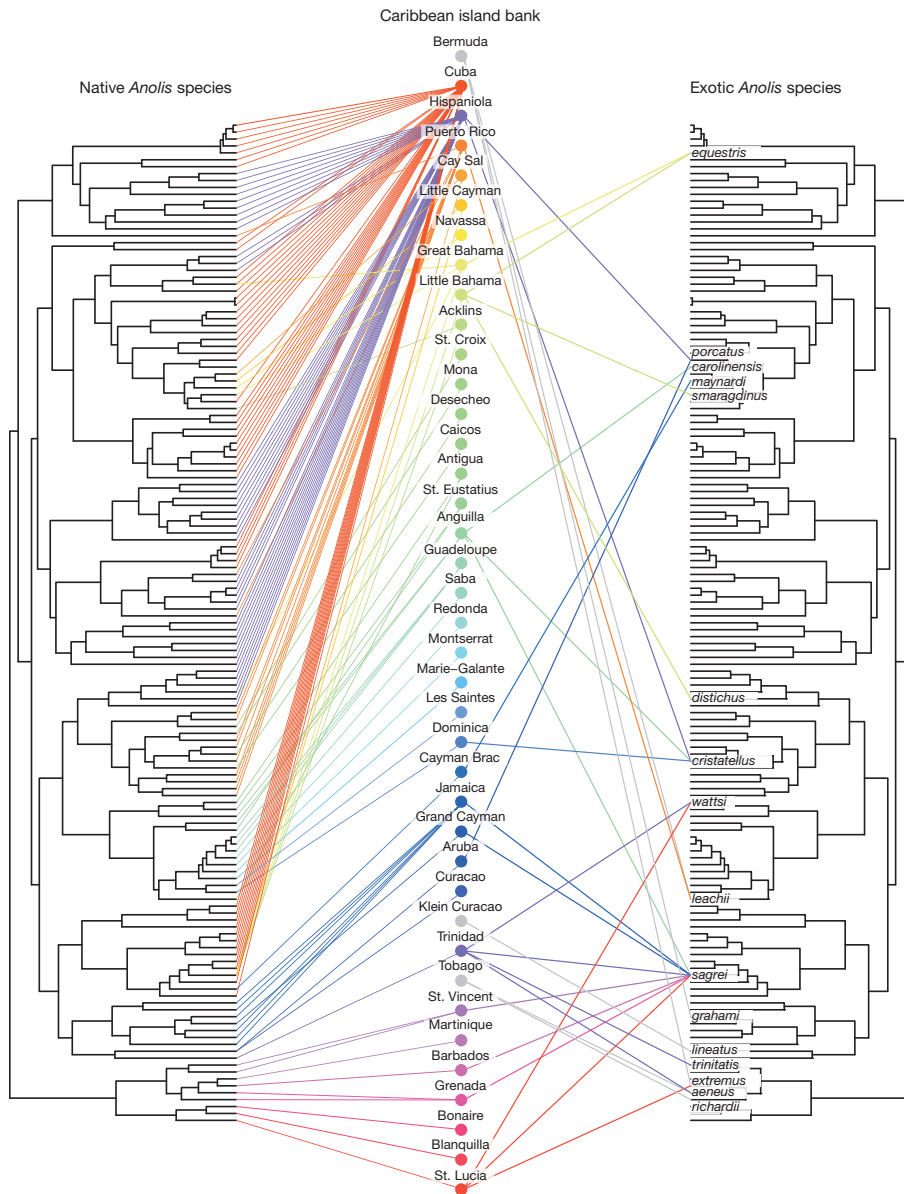 Caribbean island bank
Native Anolis species
Exotic Anolis species
Bermuda
Cuba
Hispaniola
Puerto Rico
Cay Sal
Little Cayman
Navassa
Great Bahama
Little Bahama
Acklins
St. Croix
Mona
Desecheo
Caicos
Antigua
St. Eustatius
Anguilla
Guadeloupe
Saba
Redonda
Montserrat
Marie–Galante
Les Saintes
Dominica
Cayman Brac
Jamaica
Grand Cayman
Aruba
Curacao
Klein Curacao
Trinidad
Tobago
St. Vincent
Martinique
Barbados
Grenada
Bonaire
Blanquilla
St. Lucia
equestris
porcatus
carolinensis
maynardi
smaragdinus
distichus
cristatellus
wattsi
leachii
sagrei
grahami
lineatus
trinitatis
extremus
aeneus
richardii